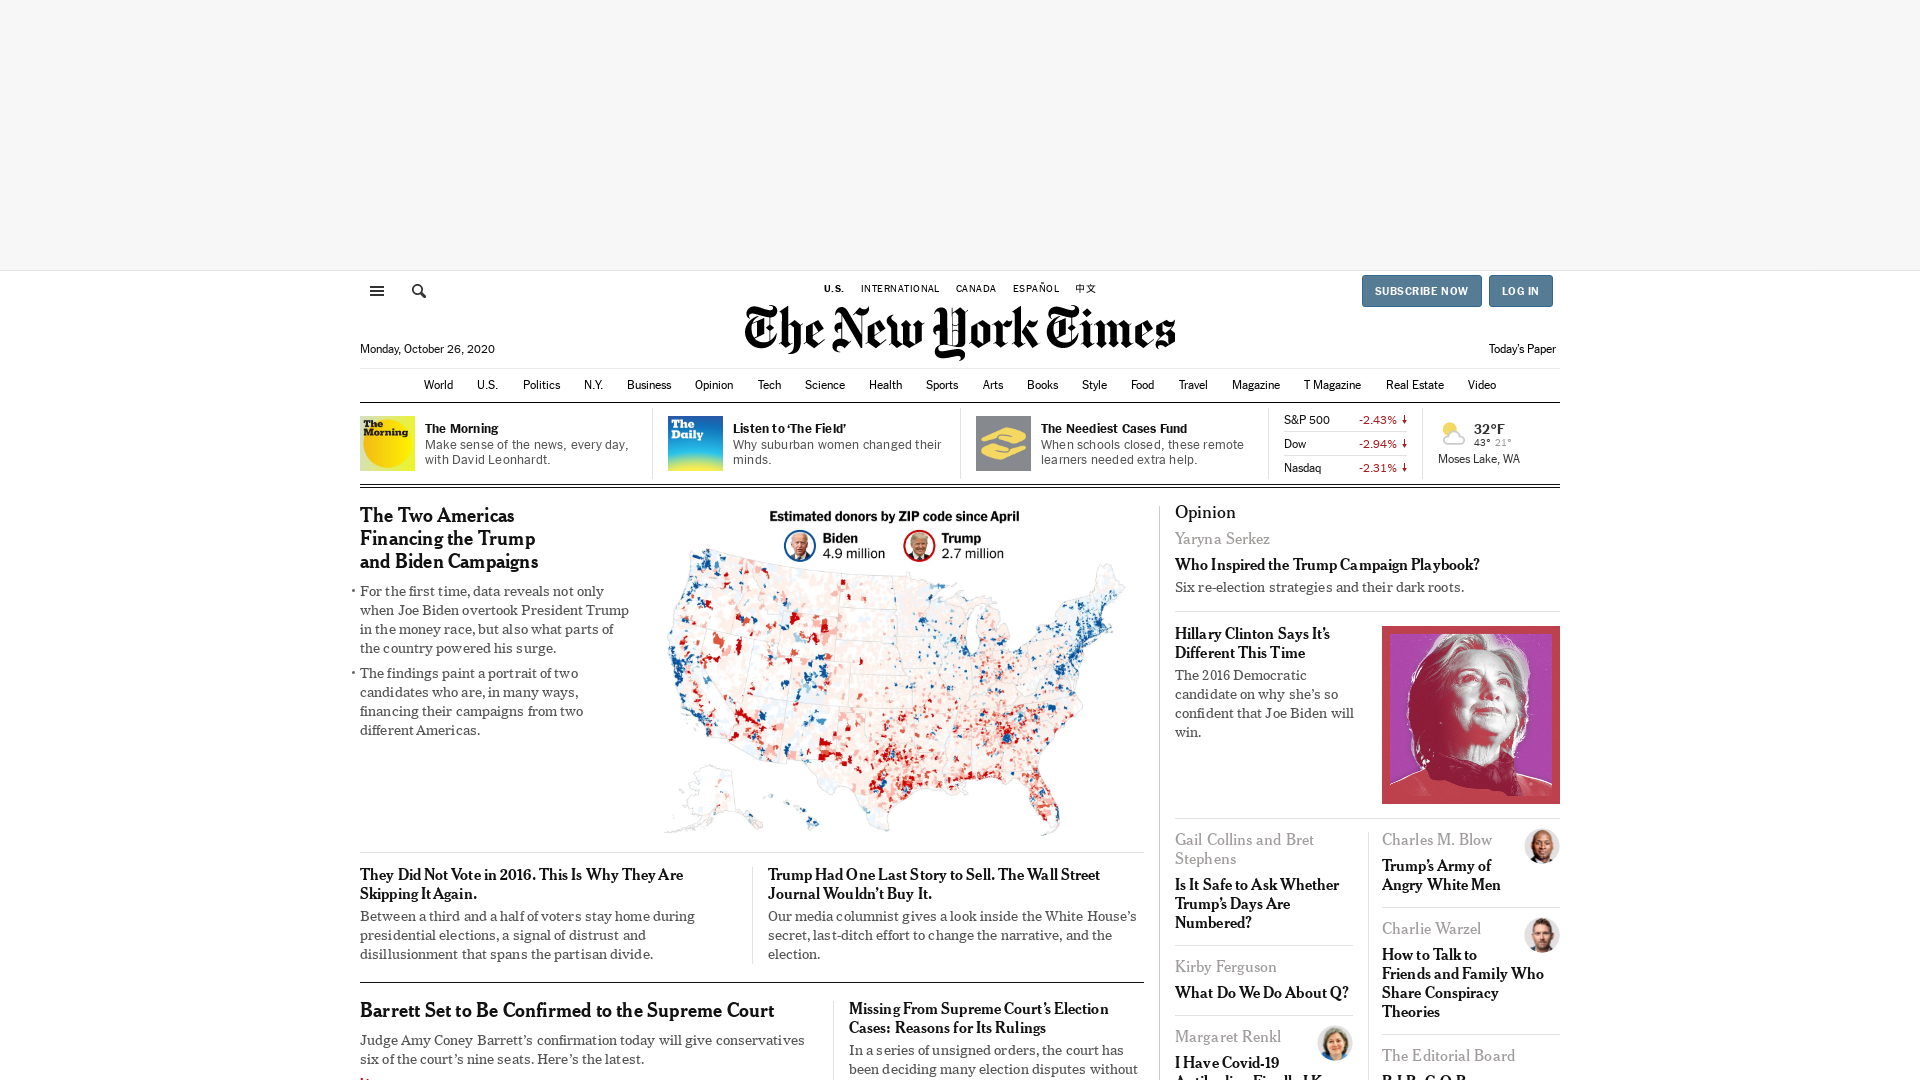 U.S.
INTERNATIONAL
CANADA
ESPAÑOL
中文
SUBSCRIBE NOW
LOG IN
The New York Times
Monday, October 26, 2020
Today's Paper
World
U.S.
Politics
N.Y.
Business
Opinion
Tech
Science
Health
Sports
Arts
Books
Style
Food
Travel
Magazine
T Magazine
Real Estate
Video
The
Morning
The Morning
Make sense of the news, every day,
with David Leonhardt.
The
Daily
Listen to ‘The Field’
Why suburban women changed their
minds.
The Neediest Cases Fund
When schools closed, these remote
learners needed extra help.
S&P 500 -2.43%
Dow -2.94%
Nasdaq -2.31%
32°F
43° 21°
Moses Lake, WA
The Two Americas
Financing the Trump
and Biden Campaigns
• For the first time, data reveals not only
when Joe Biden overtook President Trump
in the money race, but also what parts of
the country powered his surge.
• The findings paint a portrait of two
candidates who are, in many ways,
financing their campaigns from two
different Americas.
Estimated donors by ZIP code since April
Biden
4.9 million
Trump
2.7 million
They Did Not Vote in 2016. This Is Why They Are
Skipping It Again.
Between a third and a half of voters stay home during
presidential elections, a signal of distrust and
disillusionment that spans the partisan divide.
Trump Had One Last Story to Sell. The Wall Street
Journal Wouldn’t Buy It.
Our media columnist gives a look inside the White House’s
secret, last-ditch effort to change the narrative, and the
election.
Barrett Set to Be Confirmed to the Supreme Court
Judge Amy Coney Barrett’s confirmation today will give conservatives
six of the court’s nine seats. Here’s the latest.
Missing From Supreme Court’s Election
Cases: Reasons for Its Rulings
In a series of unsigned orders, the court has
been deciding many election disputes without
Opinion
Yaryna Serkez
Who Inspired the Trump Campaign Playbook?
Six re-election strategies and their dark roots.
Hillary Clinton Says It’s
Different This Time
The 2016 Democratic
candidate on why she’s so
confident that Joe Biden will
win.
Gail Collins and Bret
Stephens
Is It Safe to Ask Whether
Trump’s Days Are
Numbered?
Kirby Ferguson
What Do We Do About Q?
Margaret Renkl
I Have Covid-19
Charles M. Blow
Trump’s Army of
Angry White Men
Charlie Warzel
How to Talk to
Friends and Family Who
Share Conspiracy
Theories
The Editorial Board